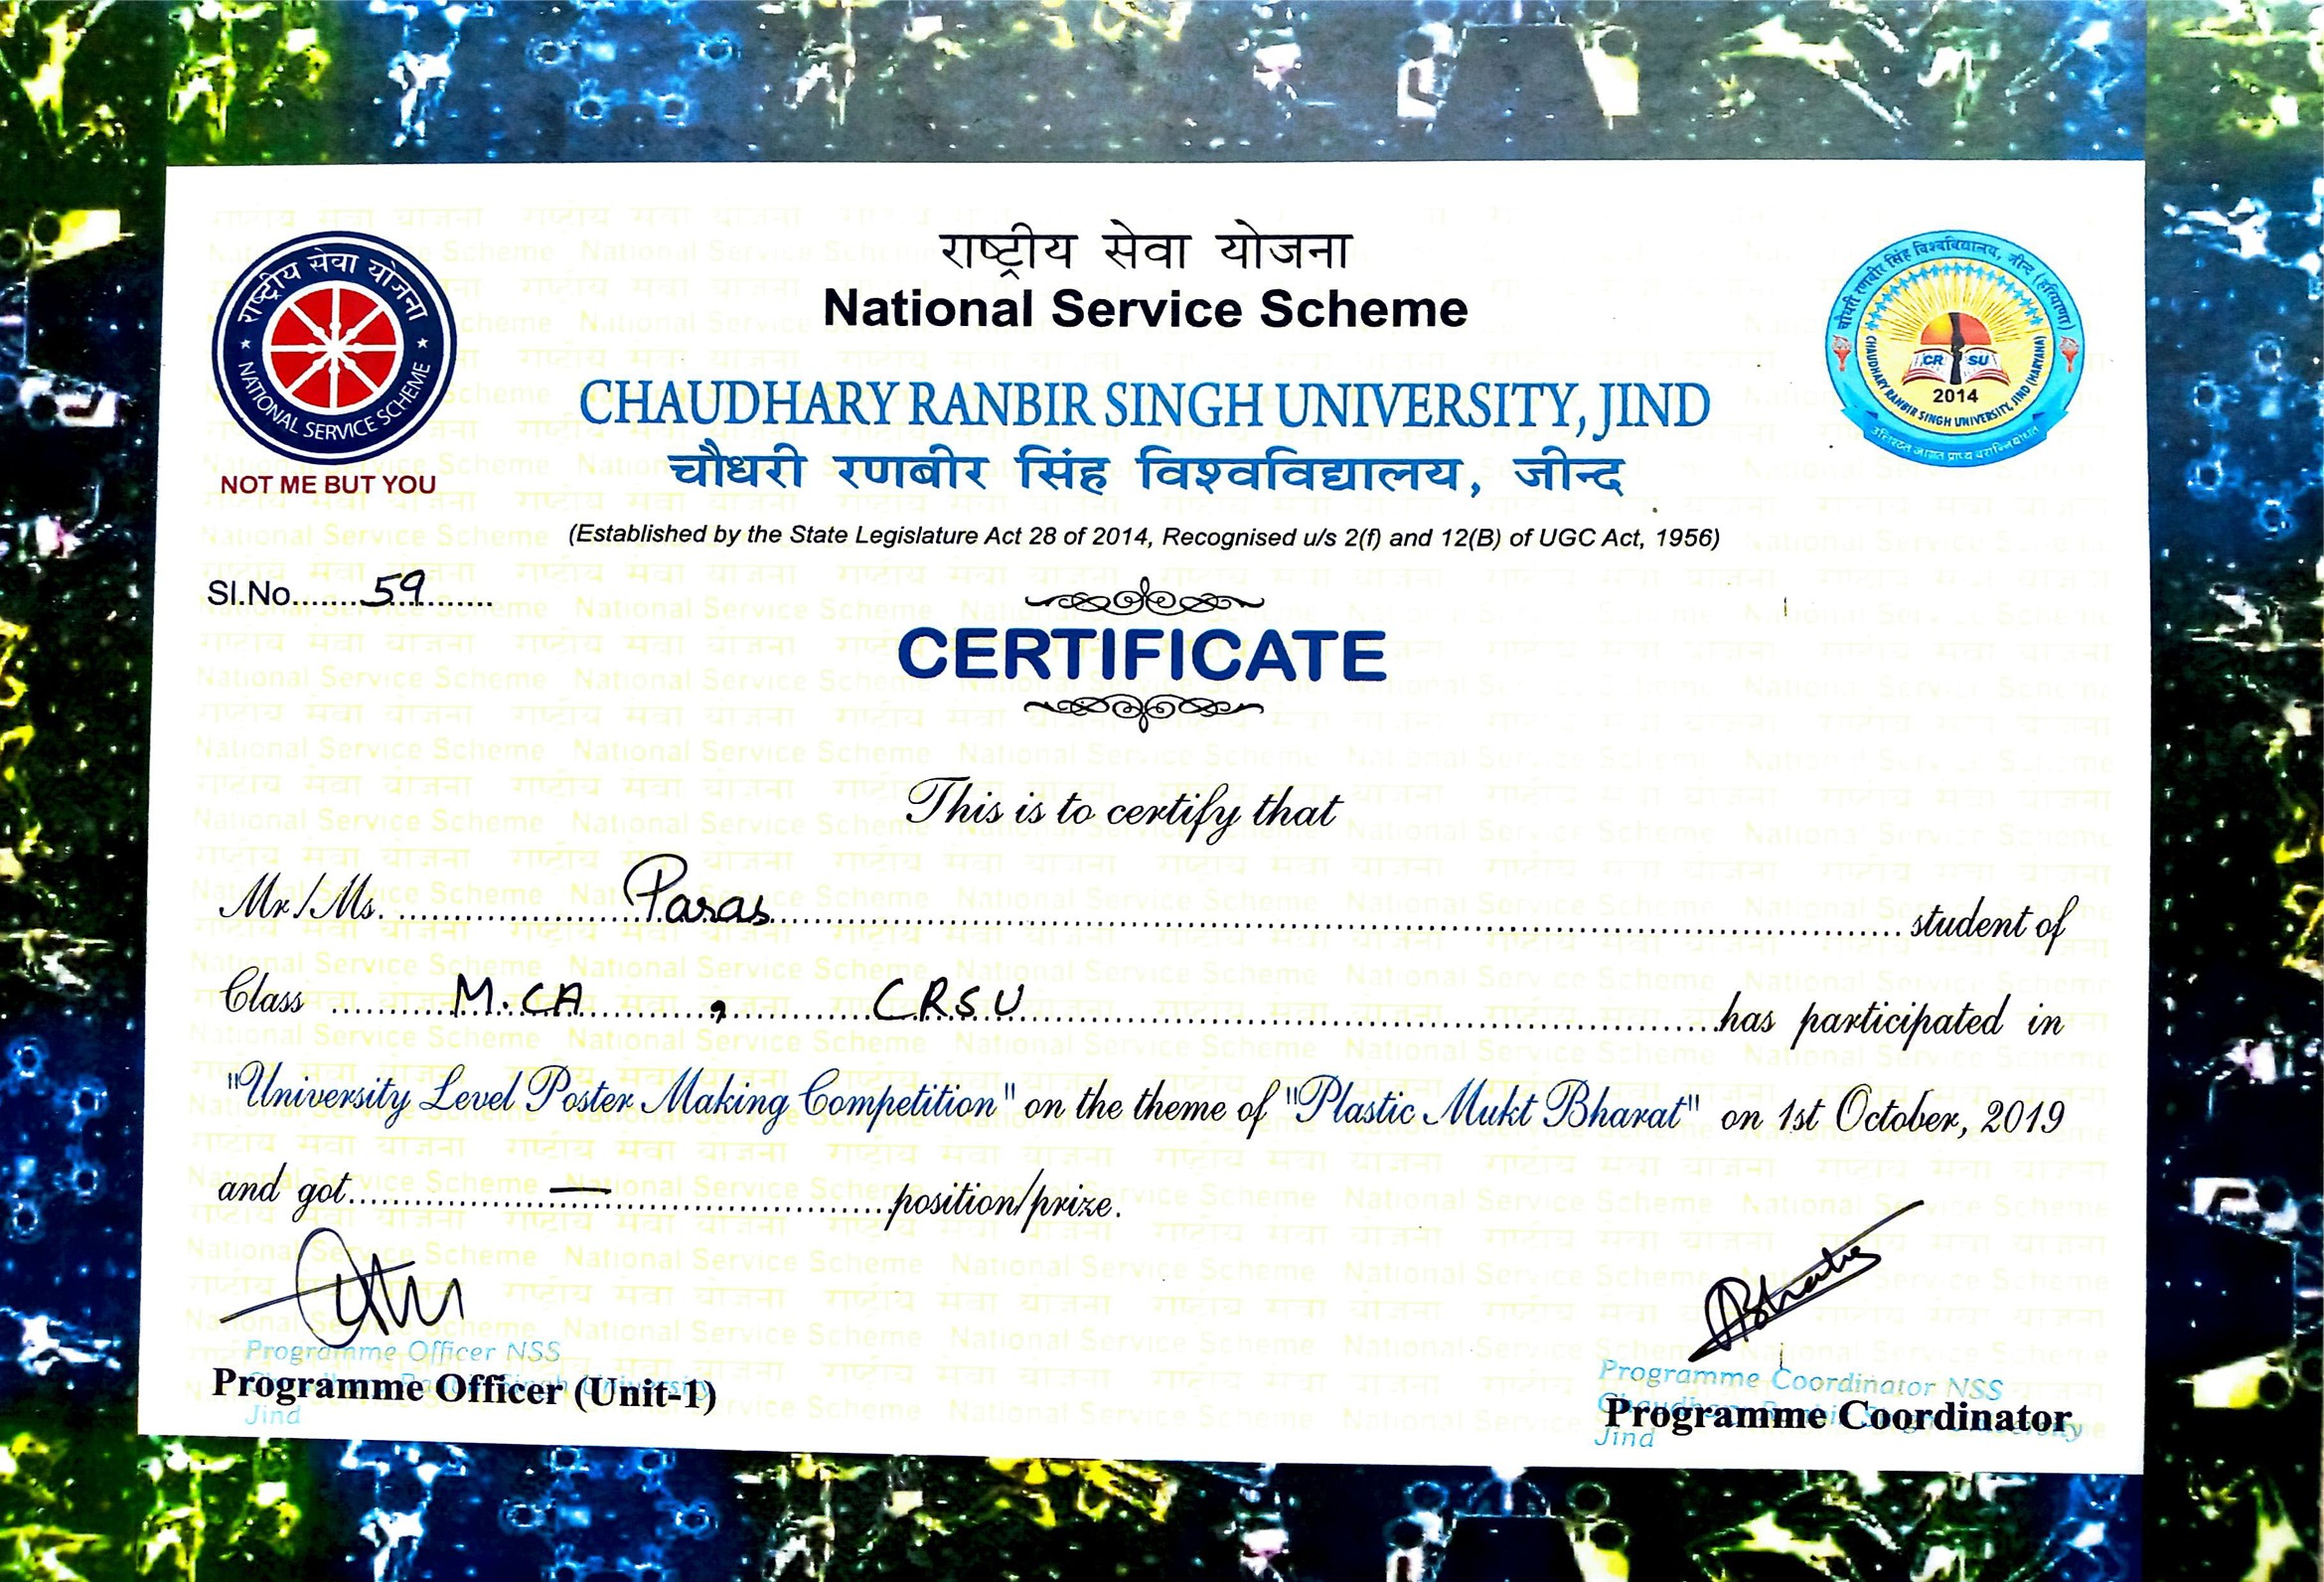 राष्ट्रीय सेवा योजना
National Service Scheme
राष्ट्रीय सेवा योजना
NATIONAL SERVICE SCHEME
NOT ME BUT YOU
चौधरी रणबीर सिंह विश्वविद्यालय, जीन्द (हरियाणा)
CR SU
2014
CHAUDHARY RANBIR SINGH UNIVERSITY, JIND (HARYANA)
CHAUDHARY RANBIR SINGH UNIVERSITY, JIND
चौधरी रणबीर सिंह विश्वविद्यालय, जीन्द
(Established by the State Legislature Act 28 of 2014, Recognised u/s 2(f) and 12(B) of UGC Act, 1956)
Sl.No.......59.........
CERTIFICATE
This is to certify that
Mr/Ms. Paras student of
Class M.CA , CRSU has participated in
"University Level Poster Making Competition" on the theme of "Plastic Mukt Bharat" on 1st October, 2019
and got — position/prize.
Programme Officer NSS
Programme Officer (Unit-1)
Jind
Programme Coordinator NSS
Programme Coordinator
Jind